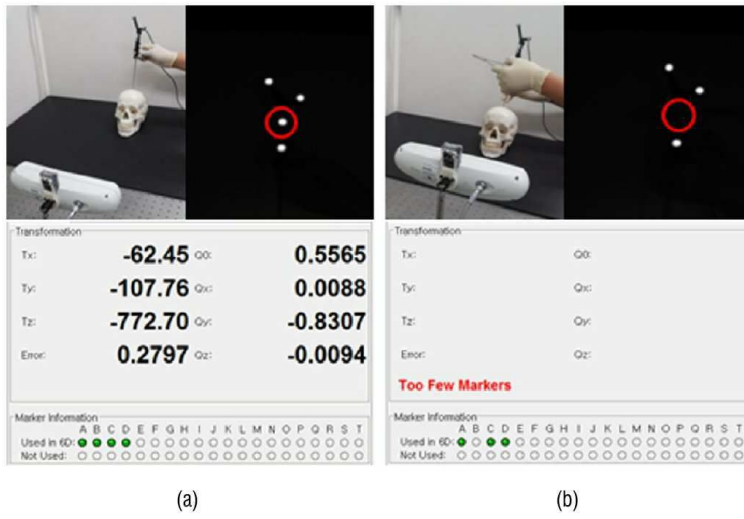 Transformation
Tx: -62.45 Q0: 0.5565
Ty: -107.76 Qx: 0.0088
Tz: -772.70 Qy: -0.8307
Error: 0.2797 Qz: -0.0094
Marker Information
A B C D E F G H I J K L M N O P Q R S T
Used in 6D:
Not Used:
Transformation
Tx: Q0:
Ty: Qx:
Tz: Qy:
Error: Qz:
Too Few Markers
Marker Information
A B C D E F G H I J K L M N O P Q R S T
Used in 6D:
Not Used:
(a)
(b)